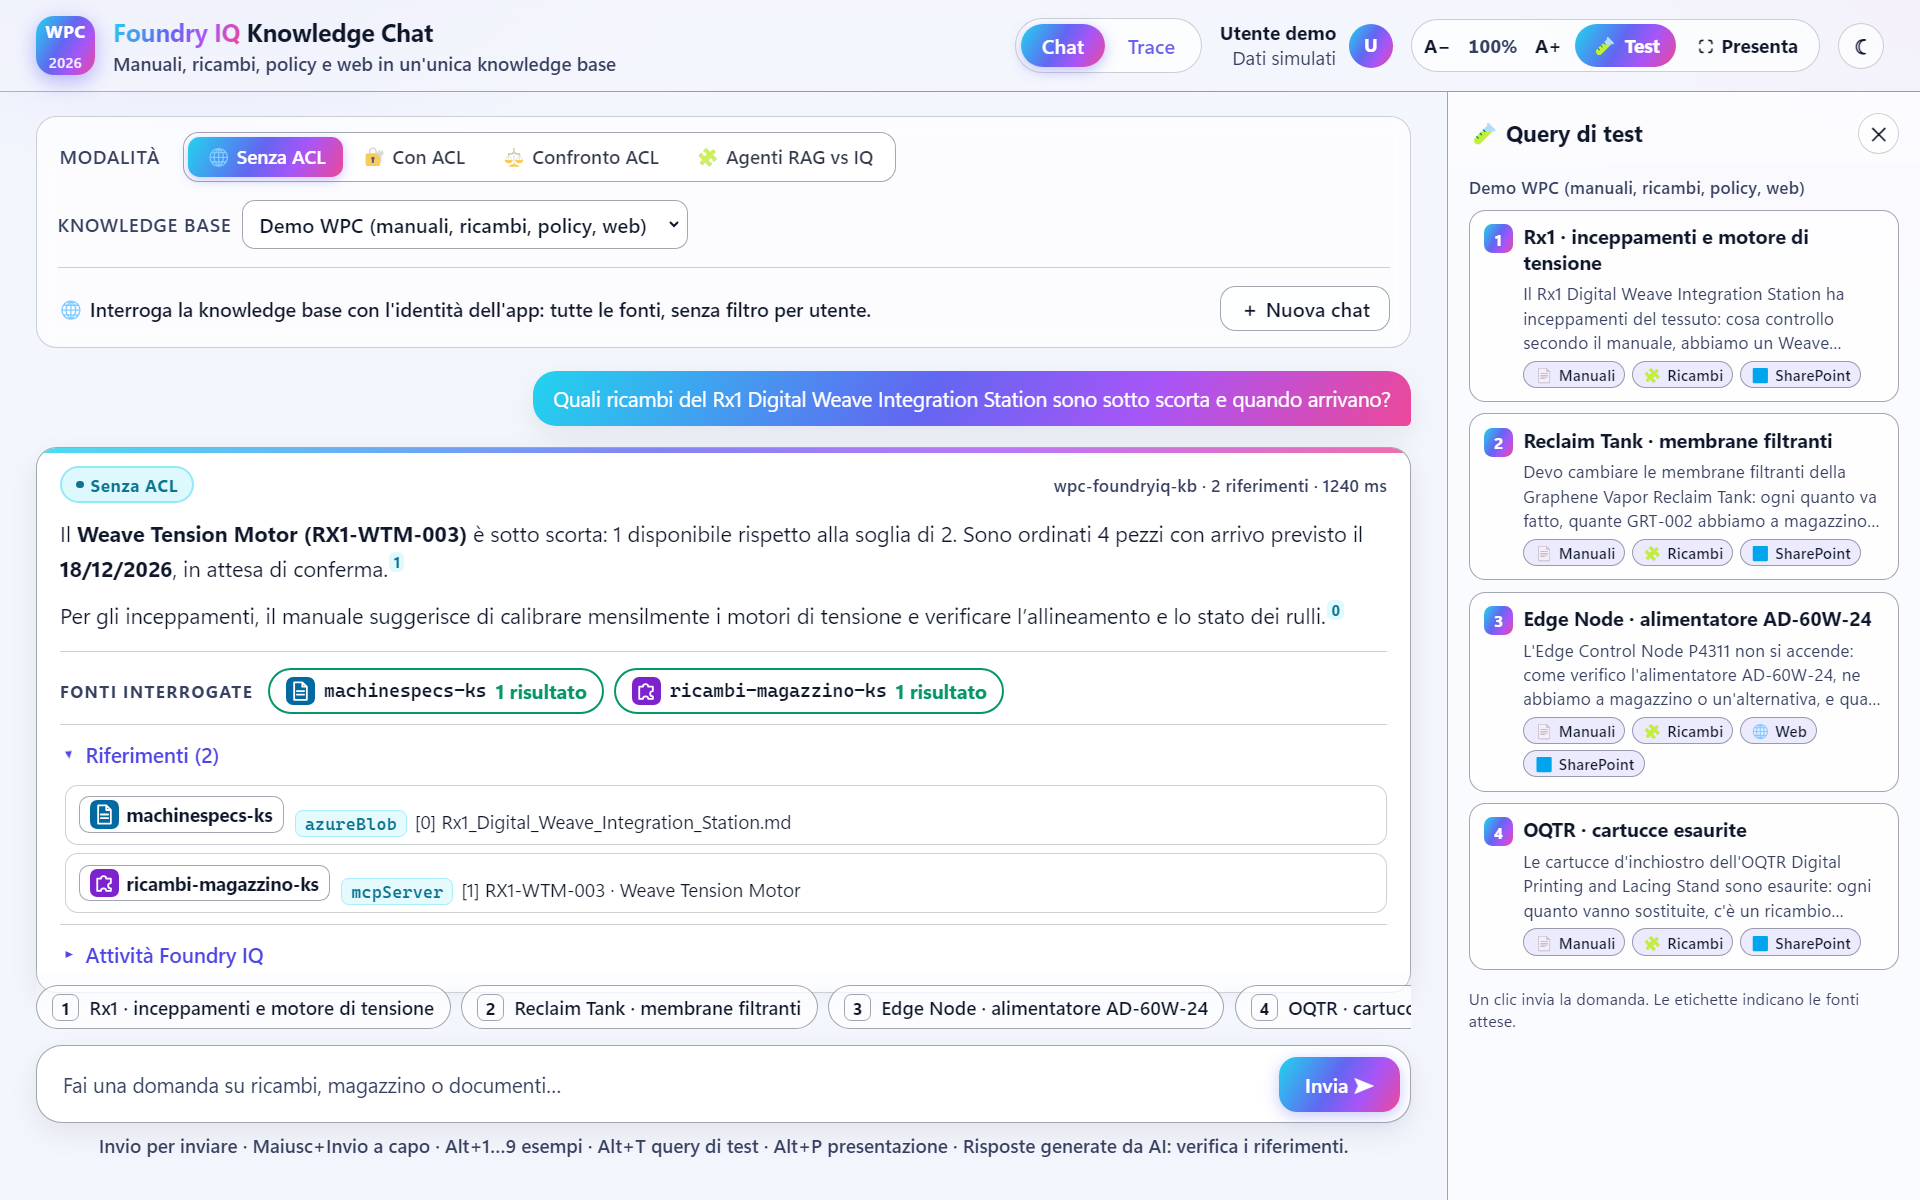 WPC
2026
Foundry IQ Knowledge Chat
Manuali, ricambi, policy e web in un'unica knowledge base
Chat
Trace
Utente demo
Dati simulati
U
A−
100%
A+
Test
Presenta
MODALITÀ
Senza ACL
Con ACL
Confronto ACL
Agenti RAG vs IQ
KNOWLEDGE BASE
Demo WPC (manuali, ricambi, policy, web)
Interroga la knowledge base con l'identità dell'app: tutte le fonti, senza filtro per utente.
+ Nuova chat
Quali ricambi del Rx1 Digital Weave Integration Station sono sotto scorta e quando arrivano?
Senza ACL
wpc-foundryiq-kb · 2 riferimenti · 1240 ms
Il Weave Tension Motor (RX1-WTM-003) è sotto scorta: 1 disponibile rispetto alla soglia di 2. Sono ordinati 4 pezzi con arrivo previsto il
18/12/2026, in attesa di conferma. 1
Per gli inceppamenti, il manuale suggerisce di calibrare mensilmente i motori di tensione e verificare l’allineamento e lo stato dei rulli. 0
FONTI INTERROGATE
machinespecs-ks 1 risultato
ricambi-magazzino-ks 1 risultato
Riferimenti (2)
machinespecs-ks
azureBlob
[0] Rx1_Digital_Weave_Integration_Station.md
ricambi-magazzino-ks
mcpServer
[1] RX1-WTM-003 · Weave Tension Motor
Attività Foundry IQ
1 Rx1 · inceppamenti e motore di tensione
2 Reclaim Tank · membrane filtranti
3 Edge Node · alimentatore AD-60W-24
4 OQTR · cartucc
Fai una domanda su ricambi, magazzino o documenti...
Invia
Invio per inviare · Maiusc+Invio a capo · Alt+1...9 esempi · Alt+T query di test · Alt+P presentazione · Risposte generate da AI: verifica i riferimenti.
Query di test
Demo WPC (manuali, ricambi, policy, web)
1
Rx1 · inceppamenti e motore di
tensione
Il Rx1 Digital Weave Integration Station ha
inceppamenti del tessuto: cosa controllo
secondo il manuale, abbiamo un Weave...
Manuali
Ricambi
SharePoint
2
Reclaim Tank · membrane filtranti
Devo cambiare le membrane filtranti della
Graphene Vapor Reclaim Tank: ogni quanto va
fatto, quante GRT-002 abbiamo a magazzino...
Manuali
Ricambi
SharePoint
3
Edge Node · alimentatore AD-60W-24
L'Edge Control Node P4311 non si accende:
come verifico l'alimentatore AD-60W-24, ne
abbiamo a magazzino o un'alternativa, e qua...
Manuali
Ricambi
Web
SharePoint
4
OQTR · cartucce esaurite
Le cartucce d'inchiostro dell'OQTR Digital
Printing and Lacing Stand sono esaurite: ogni
quanto vanno sostituite, c'è un ricambio...
Manuali
Ricambi
SharePoint
Un clic invia la domanda. Le etichette indicano le fonti
attese.